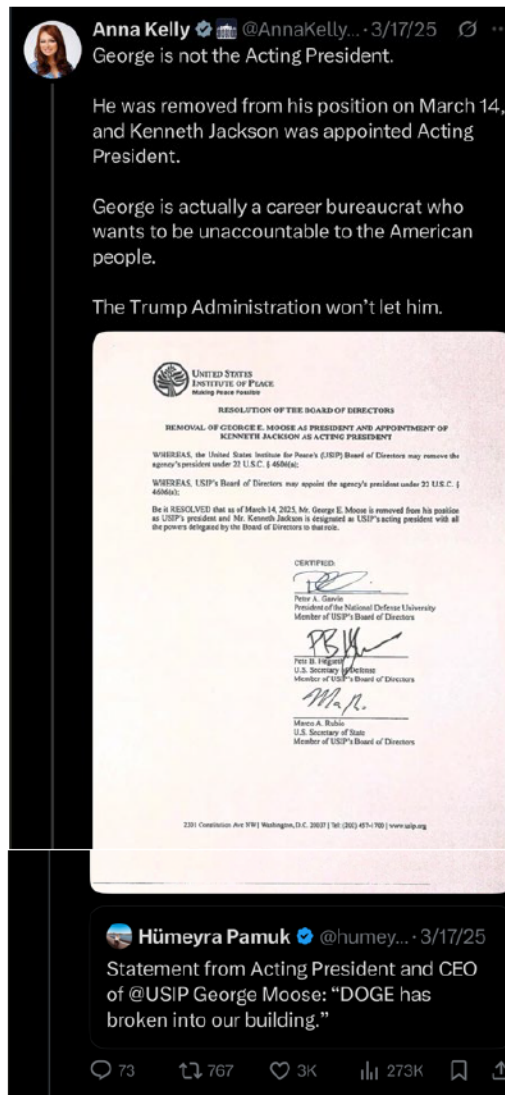 Anna Kelly @AnnaKelly... · 3/17/25
George is not the Acting President.
He was removed from his position on March 14,
and Kenneth Jackson was appointed Acting
President.
George is actually a career bureaucrat who
wants to be unaccountable to the American
people.
The Trump Administration won't let him.
UNITED STATES
INSTITUTE OF PEACE
Making Peace Possible
RESOLUTION OF THE BOARD OF DIRECTORS
REMOVAL OF GEORGE E. MOOSE AS PRESIDENT AND APPOINTMENT OF
KENNETH JACKSON AS ACTING PRESIDENT
WHEREAS, the United States Institute for Peace's (USIP) Board of Directors may remove the
agency's president under 22 U.S.C. § 4606(a);
WHEREAS, USIP's Board of Directors may appoint the agency's president under 22 U.S.C. §
4606(a);
Be it RESOLVED that as of March 14, 2025, Mr. George E. Moose is removed from his position
as USIP's president and Mr. Kenneth Jackson is designated as USIP's acting president with all
the powers delegated by the Board of Directors to that role.
CERTIFIED:
Peter A. Garvin
President of the National Defense University
Member of USIP's Board of Directors
Pete B. Hegseth
U.S. Secretary of Defense
Member of USIP's Board of Directors
Marco A. Rubio
U.S. Secretary of State
Member of USIP's Board of Directors
2301 Constitution Ave NW | Washington, D.C. 20037 | Tel: (202) 457-1700 | www.usip.org
Hümeyra Pamuk @humey... · 3/17/25
Statement from Acting President and CEO
of @USIP George Moose: “DOGE has
broken into our building.”
73 767 3K 273K